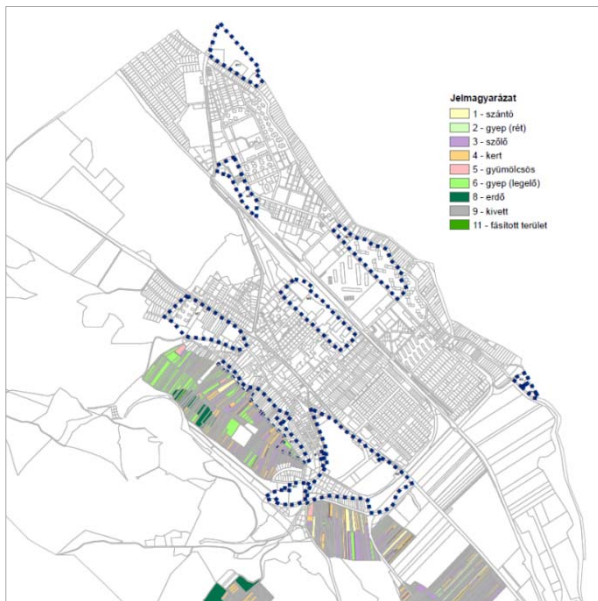 Jelmagyarázat
1 - szántó
2 - gyep (rét)
3 - szőlő
4 - kert
5 - gyümölcsös
6 - gyep (legelő)
8 - erdő
9 - kivett
11 - fásított terület